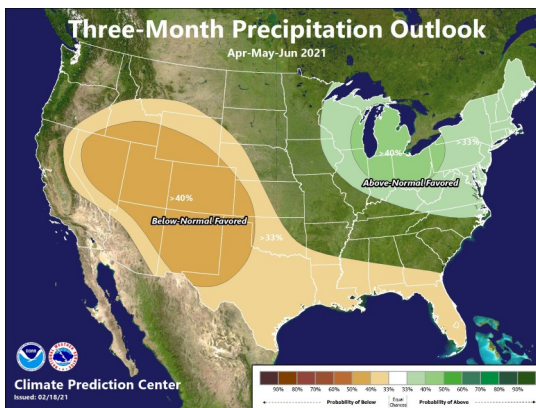 Three-Month Precipitation Outlook
Apr-May-Jun 2021
>33%
>40%
Above-Normal Favored
>40%
Below-Normal Favored
>33%
NOAA
Climate Prediction Center
Issued: 02/18/21
90% 80% 70% 60% 50% 40% 33% 33% 40% 50% 60% 70% 80% 90%
Probability of Below Equal Chances Probability of Above